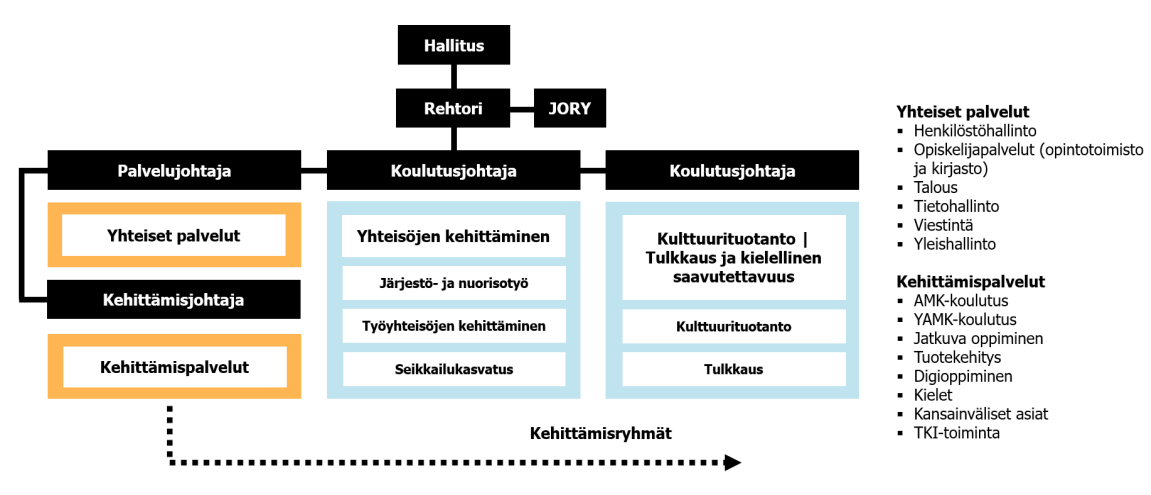 Hallitus
Rehtori
JORY
Palvelujohtaja
Koulutusjohtaja
Koulutusjohtaja
Yhteiset palvelut
Kehittämisjohtaja
Kehittämispalvelut
Yhteisöjen kehittäminen
Järjestö- ja nuorisotyö
Työyhteisöjen kehittäminen
Seikkailukasvatus
Kulttuurituotanto |
Tulkkaus ja kielellinen
saavutettavuus
Kulttuurituotanto
Tulkkaus
Kehittämisryhmät
Yhteiset palvelut
▪ Henkilöstöhallinto
▪ Opiskelijapalvelut (opintotoimisto
ja kirjasto)
▪ Talous
▪ Tietohallinto
▪ Viestintä
▪ Yleishallinto
Kehittämispalvelut
▪ AMK-koulutus
▪ YAMK-koulutus
▪ Jatkuva oppiminen
▪ Tuotekehitys
▪ Digioppiminen
▪ Kielet
▪ Kansainväliset asiat
▪ TKI-toiminta